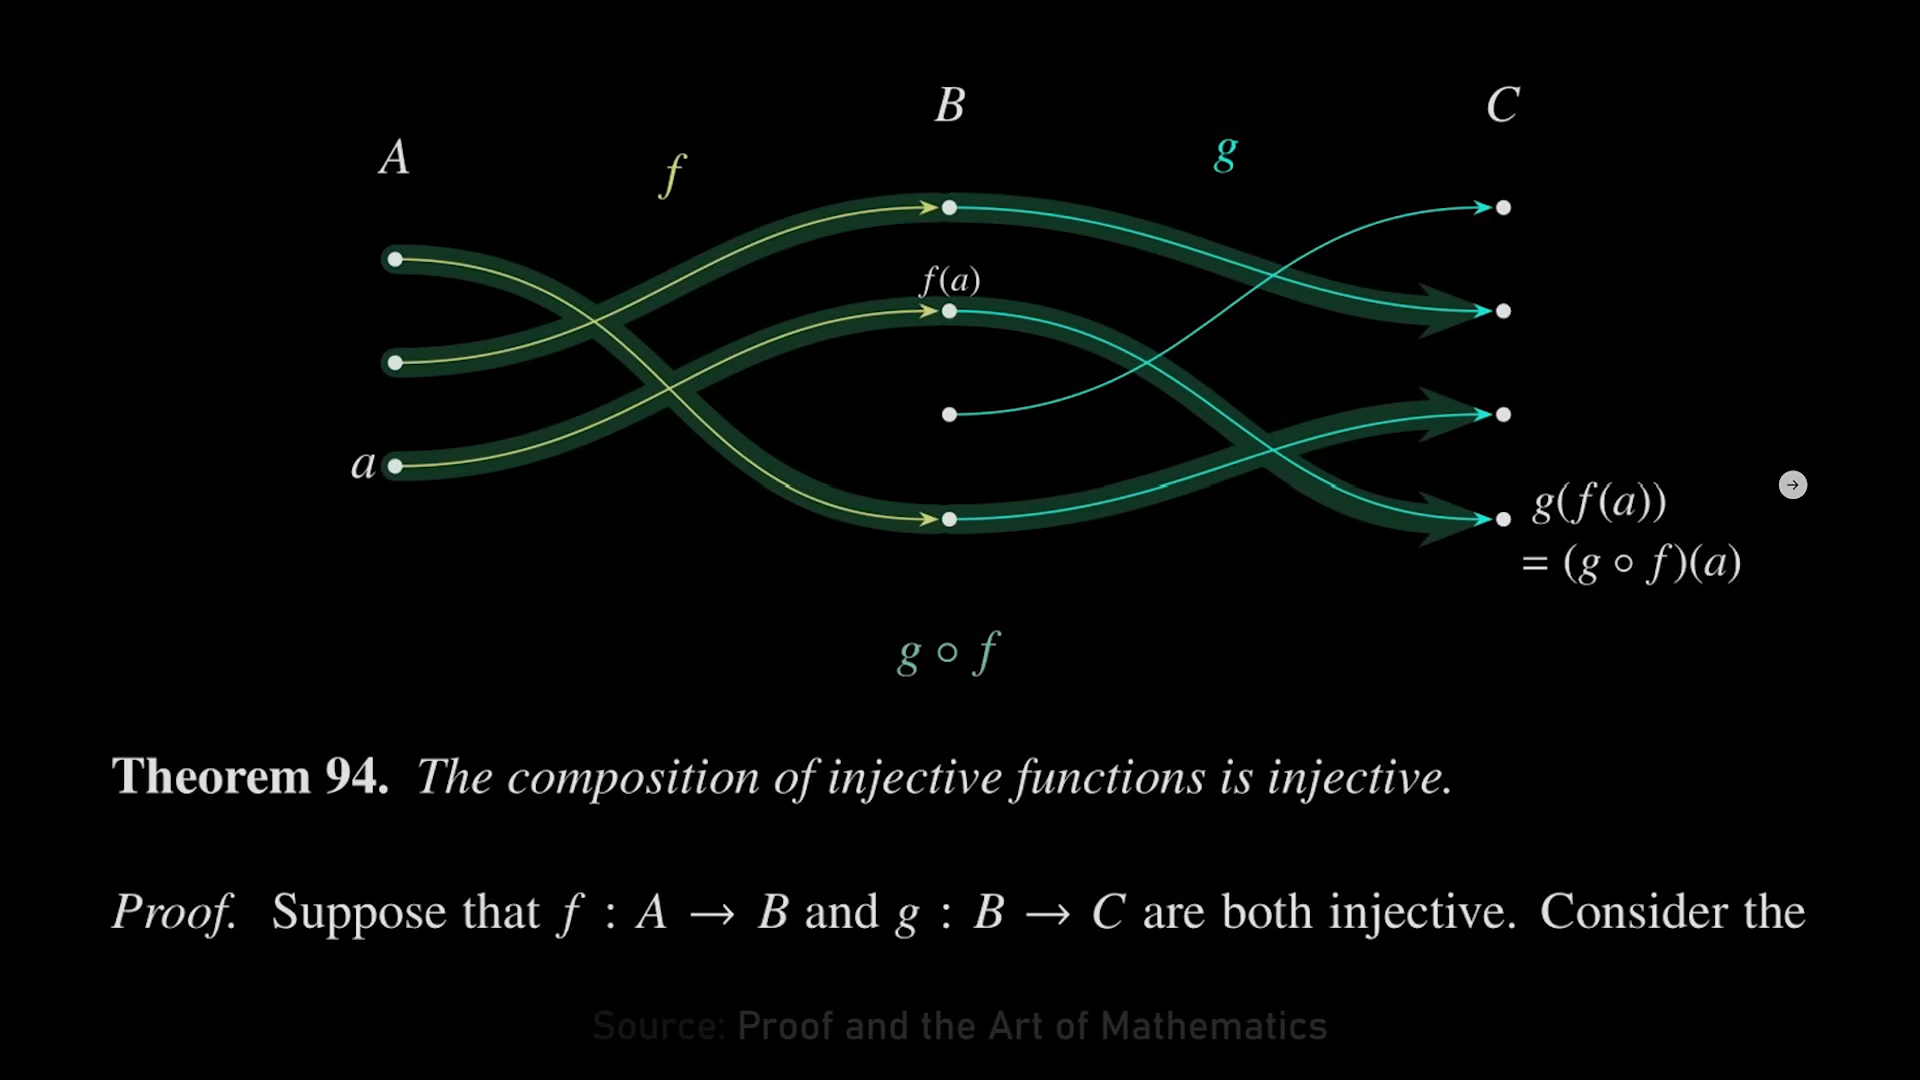 B
C
A
f
g
f(a)
a
g(f(a))
= (g ∘ f)(a)
g ∘ f
Theorem 94. The composition of injective functions is injective.
Proof. Suppose that f : A → B and g : B → C are both injective. Consider the
Source: Proof and the Art of Mathematics